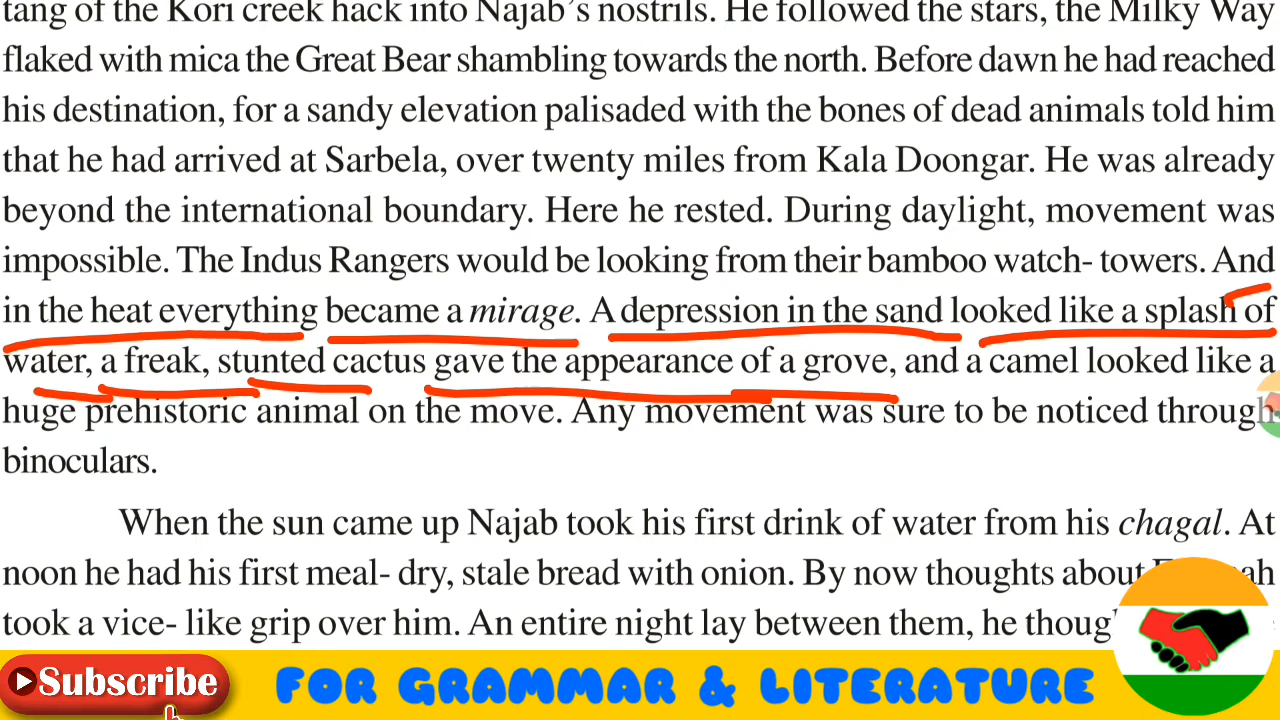 tang of the Kori creek hack into Najab's nostrils. He followed the stars, the Milky Way
flaked with mica the Great Bear shambling towards the north. Before dawn he had reached
his destination, for a sandy elevation palisaded with the bones of dead animals told him
that he had arrived at Sarbela, over twenty miles from Kala Doongar. He was already
beyond the international boundary. Here he rested. During daylight, movement was
impossible. The Indus Rangers would be looking from their bamboo watch- towers. And
in the heat everything became a mirage. A depression in the sand looked like a splash of
water, a freak, stunted cactus gave the appearance of a grove, and a camel looked like a
huge prehistoric animal on the move. Any movement was sure to be noticed through
binoculars.
When the sun came up Najab took his first drink of water from his chagal. At
noon he had his first meal- dry, stale bread with onion. By now thoughts about
took a vice- like grip over him. An entire night lay between them, he
Subscribe
FOR GRAMMAR & LITERATURE